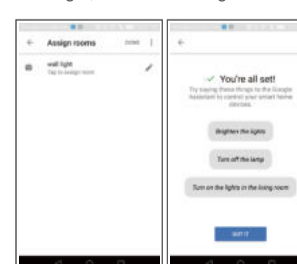 Assign rooms DONE
wall light
Tap to assign room
You're all set!
Try saying these things to the Google
Assistant to control your smart home
devices.
Brighten the lights
Turn off the lamp
Turn on the lights in the living room
GOT IT